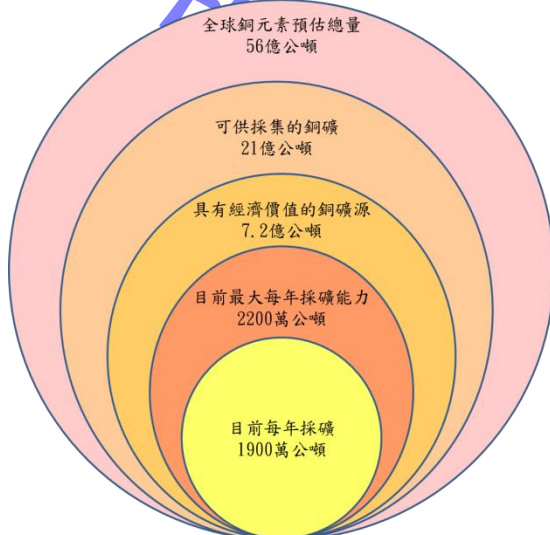 全球銅元素預估總量
56億公噸
可供採集的銅礦
21億公噸
具有經濟價值的銅礦源
7.2億公噸
目前最大每年採礦能力
2200萬公噸
目前每年採礦
1900萬公噸